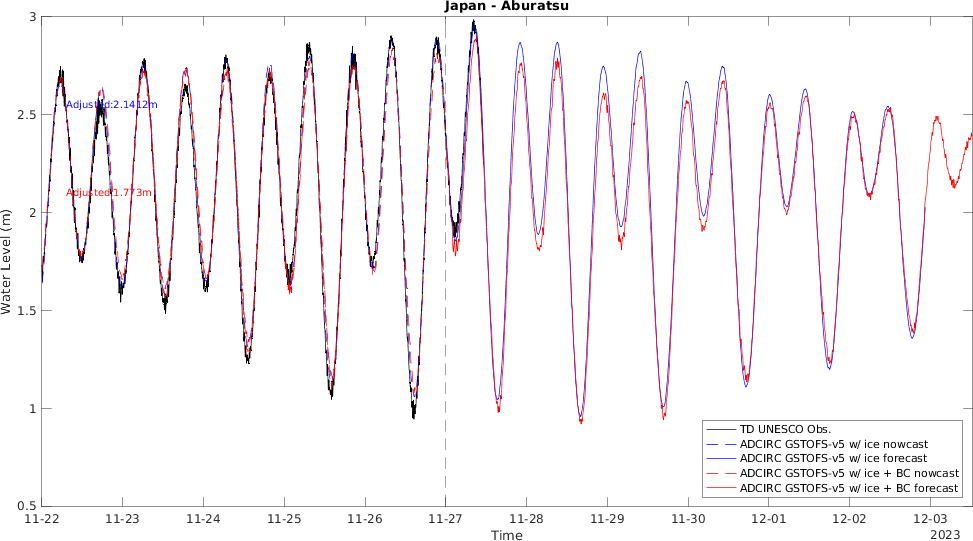 Japan - Aburatsu
3
2.5
2
1.5
1
0.5
Water Level (m)
Adjusted:2.1412m
Adjusted:1.773m
TD UNESCO Obs.
ADCIRC GSTOFS-v5 w/ ice nowcast
ADCIRC GSTOFS-v5 w/ ice forecast
ADCIRC GSTOFS-v5 w/ ice + BC nowcast
ADCIRC GSTOFS-v5 w/ ice + BC forecast
11-22 11-23 11-24 11-25 11-26 11-27 11-28 11-29 11-30 12-01 12-02 12-03
Time
2023